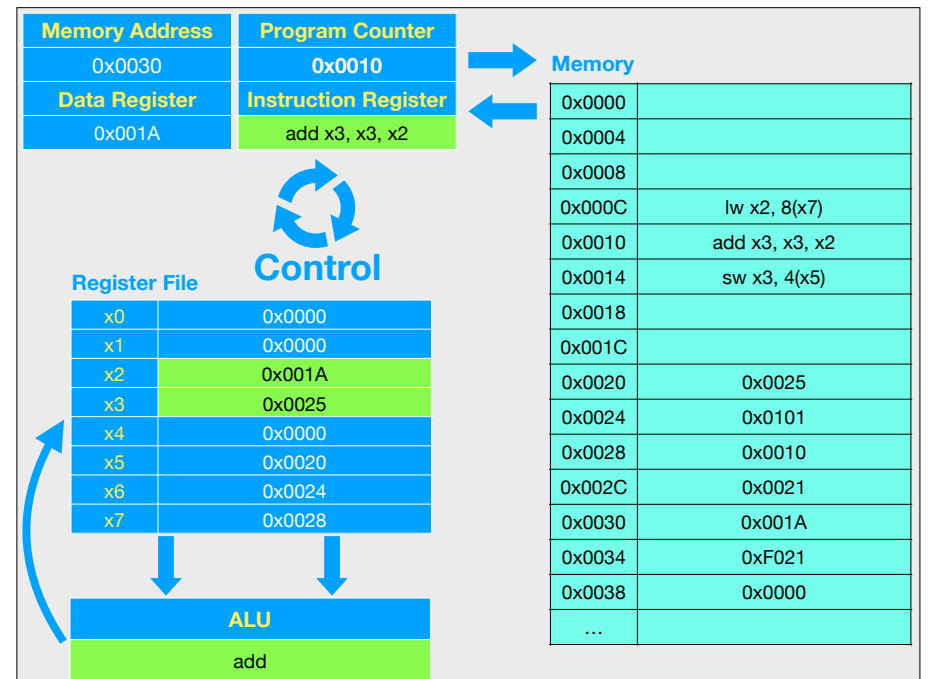 Memory Address Program Counter
0x0030 0x0010
Data Register Instruction Register
0x001A add x3, x3, x2
Control
Register File
x0 0x0000
x1 0x0000
x2 0x001A
x3 0x0025
x4 0x0000
x5 0x0020
x6 0x0024
x7 0x0028
ALU
add
Memory
0x0000
0x0004
0x0008
0x000C lw x2, 8(x7)
0x0010 add x3, x3, x2
0x0014 sw x3, 4(x5)
0x0018
0x001C
0x0020 0x0025
0x0024 0x0101
0x0028 0x0010
0x002C 0x0021
0x0030 0x001A
0x0034 0xF021
0x0038 0x0000
…